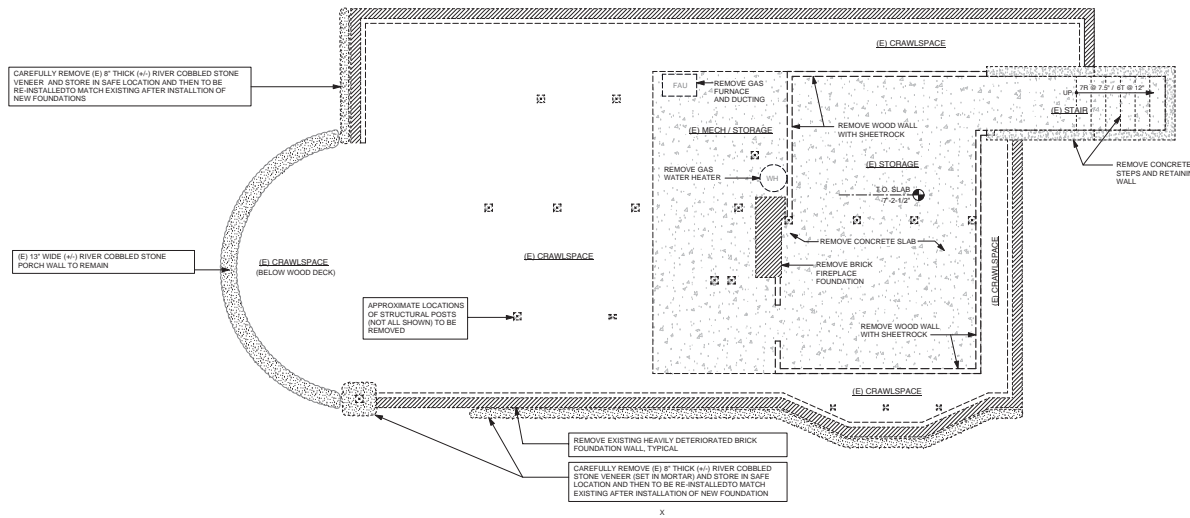 (E) CRAWLSPACE
CAREFULLY REMOVE (E) 8" THICK (+/-) RIVER COBBLED STONE
VENEER AND STORE IN SAFE LOCATION AND THEN TO BE
RE-INSTALLEDTO MATCH EXISTING AFTER INSTALLTION OF
NEW FOUNDATIONS
FAU
REMOVE GAS
FURNACE
AND DUCTING
UP
7R @ 7.5" / 6T @ 12"
(E) STAIR
(E) MECH / STORAGE
REMOVE WOOD WALL
WITH SHEETROCK
REMOVE CONCRETE
STEPS AND RETAINI
WALL
(E) STORAGE
REMOVE GAS
WATER HEATER
WH
T.O. SLAB
-7'-2-1/2"
REMOVE CONCRETE SLAB
(E) 13" WIDE (+/-) RIVER COBBLED STONE
PORCH WALL TO REMAIN
(E) CRAWLSPACE
(BELOW WOOD DECK)
(E) CRAWLSPACE
REMOVE BRICK
FIREPLACE
FOUNDATION
(E) CRAWLSPACE
APPROXIMATE LOCATIONS
OF STRUCTURAL POSTS
(NOT ALL SHOWN) TO BE
REMOVED
REMOVE WOOD WALL
WITH SHEETROCK
(E) CRAWLSPACE
REMOVE EXISTING HEAVILY DETERIORATED BRICK
FOUNDATION WALL, TYPICAL
CAREFULLY REMOVE (E) 8" THICK (+/-) RIVER COBBLED
STONE VENEER (SET IN MORTAR) AND STORE IN SAFE
LOCATION AND THEN TO BE RE-INSTALLEDTO MATCH
EXISTING AFTER INSTALLATION OF NEW FOUNDATION
X